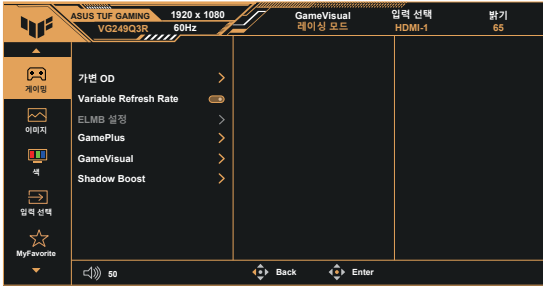 ASUS TUF GAMING 1920 x 1080
VG249Q3R 60Hz
GameVisual
레이싱 모드
입력 선택
HDMI-1
밝기
65
게이밍
이미지
색
입력 선택
MyFavorite
가변 OD
Variable Refresh Rate
ELMB 설정
GamePlus
GameVisual
Shadow Boost
50
Back
Enter